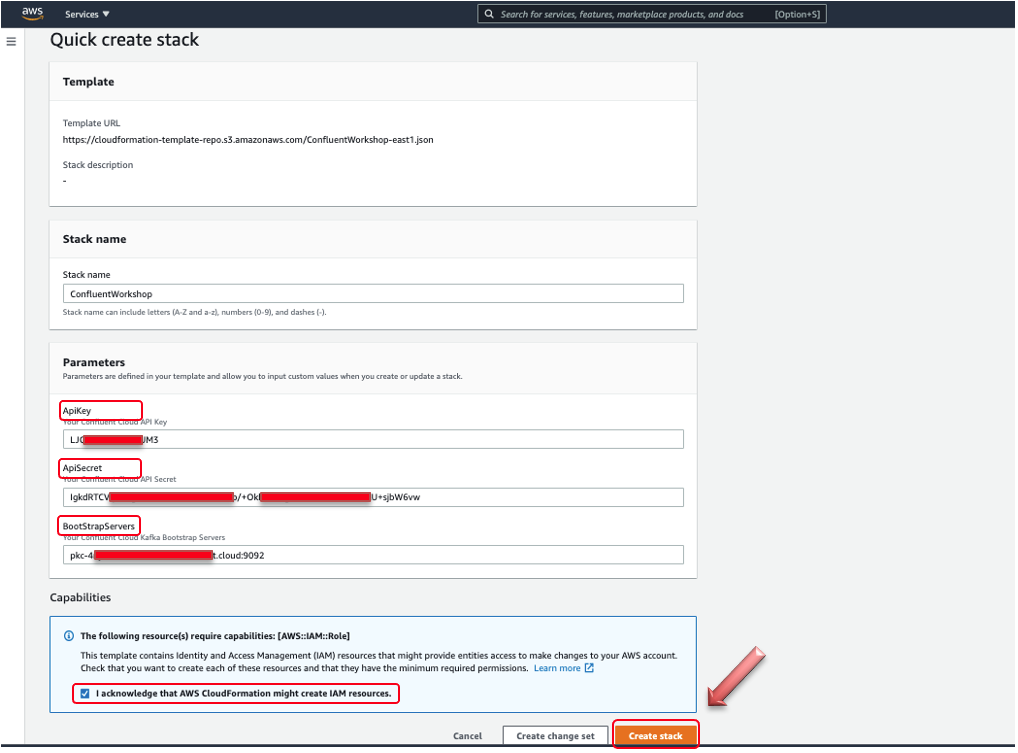 aws Services ▼ Search for services, features, marketplace products, and docs [Option+S]
Quick create stack
Template
Template URL
https://cloudformation-template-repo.s3.amazonaws.com/ConfluentWorkshop-east1.json
Stack description
-
Stack name
Stack name
ConfluentWorkshop
Stack name can include letters (A-Z and a-z), numbers (0-9), and dashes (-).
Parameters
Parameters are defined in your template and allow you to input custom values when you create or update a stack.
ApiKey
Your Confluent Cloud API Key
LJ JM3
ApiSecret
Your Confluent Cloud API Secret
IgkdRTCV /+Ok U+sjbW6vw
BootStrapServers
Your Confluent Cloud Kafka Bootstrap Servers
pkc-4 t.cloud:9092
Capabilities
The following resource(s) require capabilities: [AWS::IAM::Role]
This template contains Identity and Access Management (IAM) resources that might provide entities access to make changes to your AWS account.
Check that you want to create each of these resources and that they have the minimum required permissions. Learn more
I acknowledge that AWS CloudFormation might create IAM resources.
Cancel Create change set Create stack